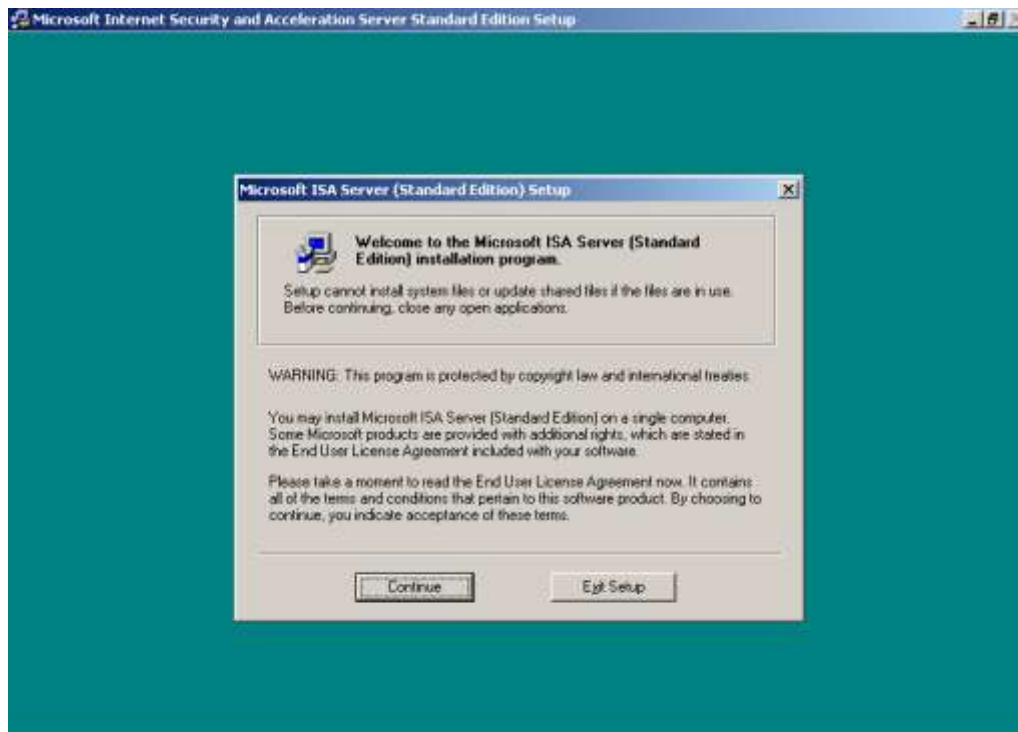 Microsoft Internet Security and Acceleration Server Standard Edition Setup
Microsoft ISA Server (Standard Edition) Setup
Welcome to the Microsoft ISA Server (Standard
Edition) installation program.
Setup cannot install system files or update shared files if the files are in use.
Before continuing, close any open applications.
WARNING: This program is protected by copyright law and international treaties.
You may install Microsoft ISA Server (Standard Edition) on a single computer.
Some Microsoft products are provided with additional rights, which are stated in
the End User License Agreement included with your software.
Please take a moment to read the End User License Agreement now. It contains
all of the terms and conditions that pertain to this software product. By choosing to
continue, you indicate acceptance of these terms.
Continue
Exit Setup